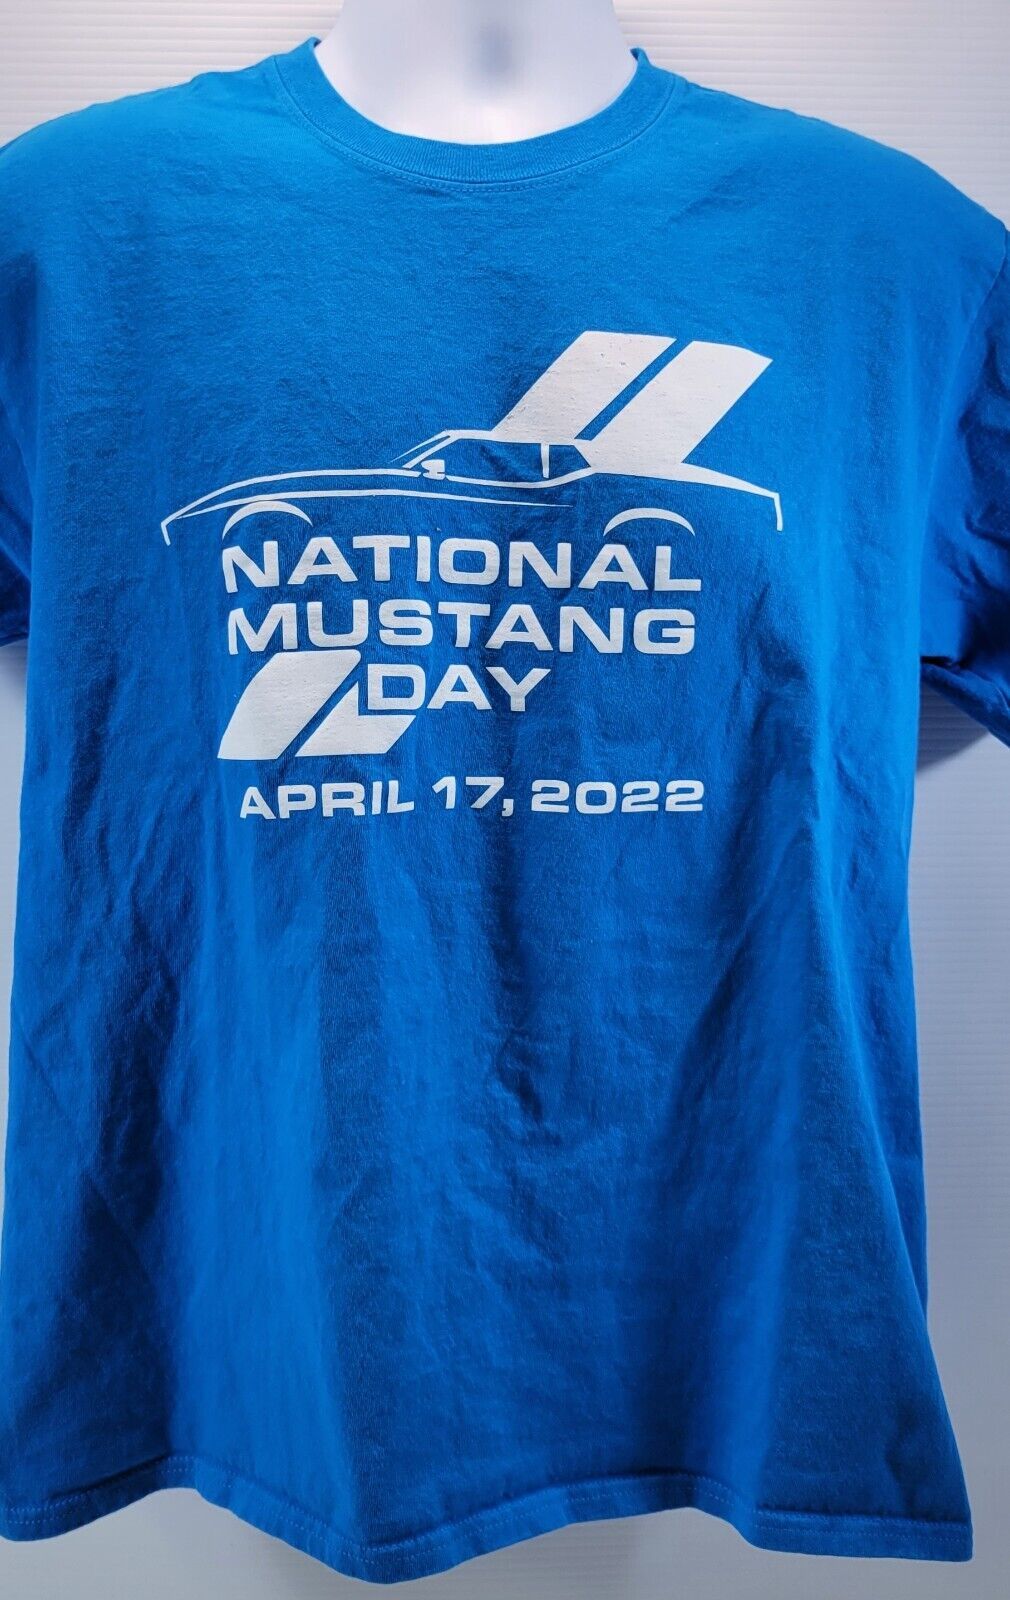 NATIONAL
MUSTANG
DAY
APRIL 17, 2022